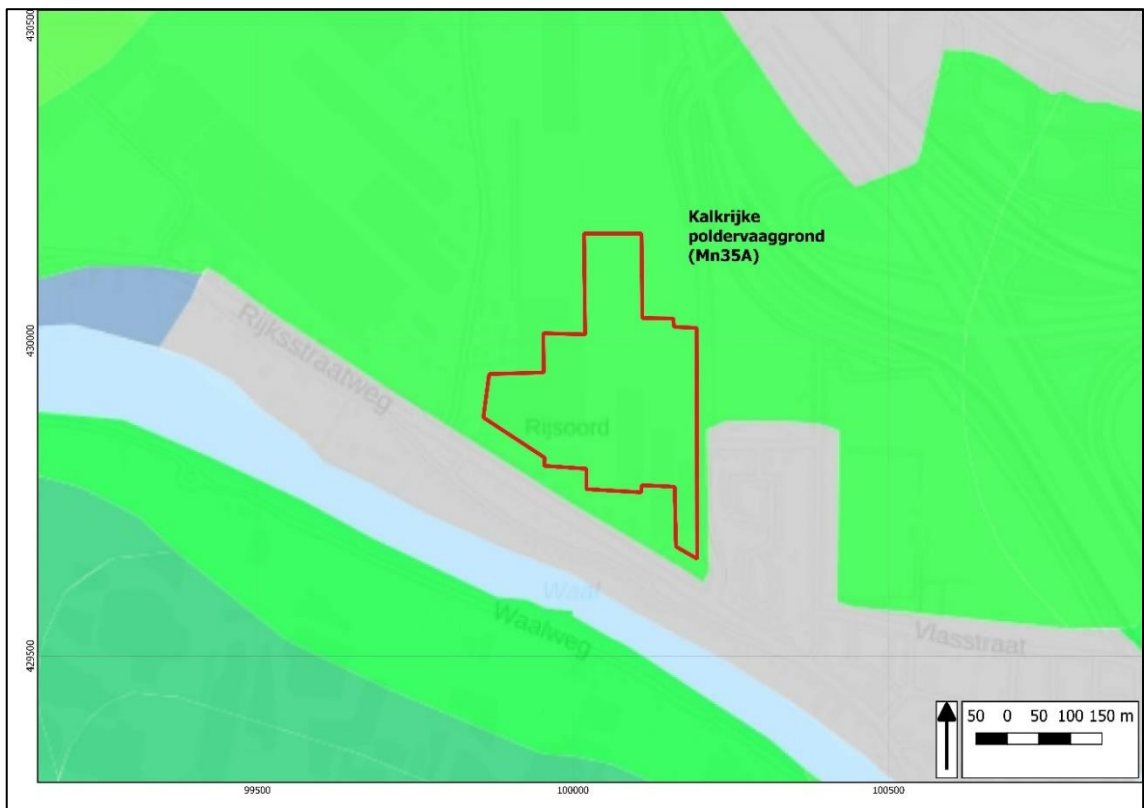 430500
Kalkrijke
poldervaaggrond
(Mn35A)
430000
Rijksstraatweg
Rijsoord
Waal
Waalweg
Vlasstraat
429500
50 0 50 100 150 m
99500 100000 100500